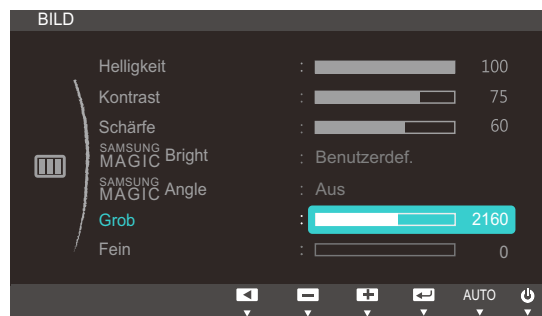 BILD
Helligkeit : 100
Kontrast : 75
Schärfe : 60
SAMSUNG MAGIC Bright : Benutzerdef.
SAMSUNG MAGIC Angle : Aus
Grob : 2160
Fein : 0
AUTO